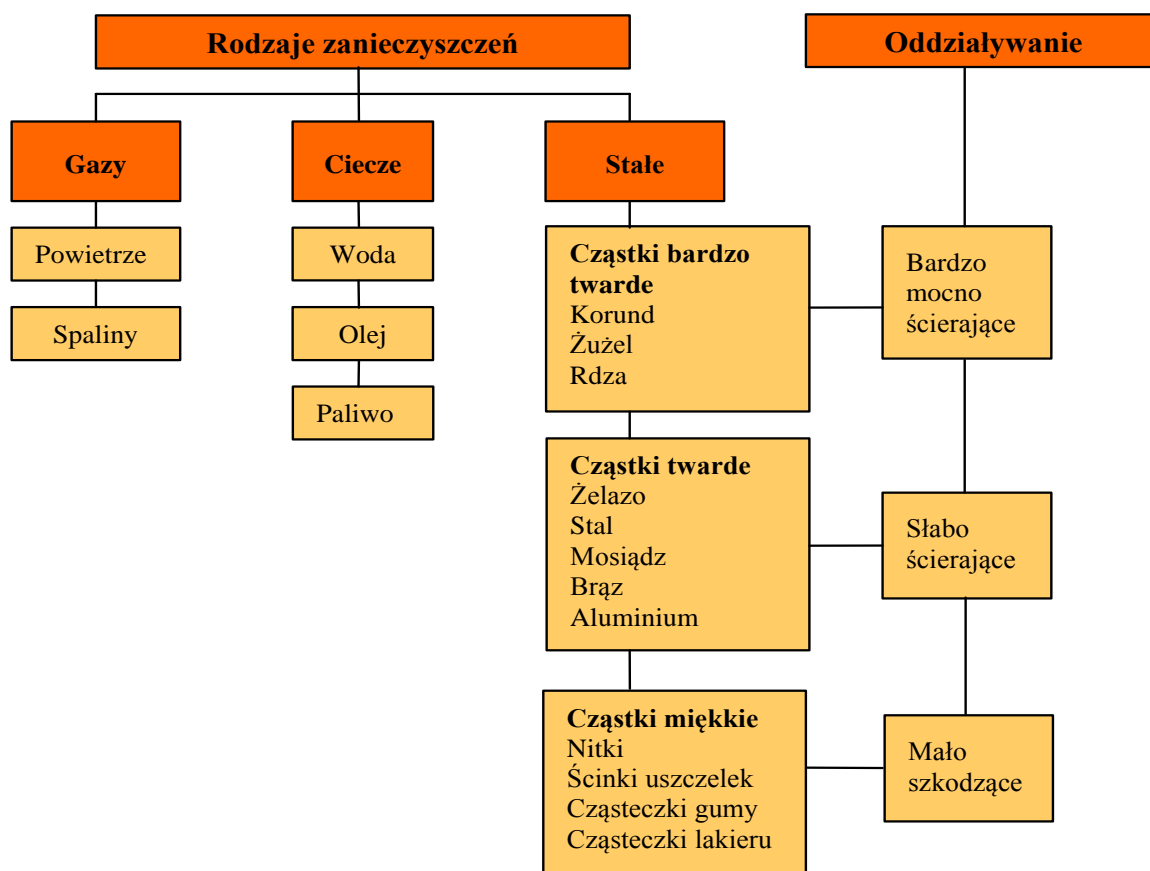 Rodzaje zanieczyszczeń
Oddziaływanie
Gazy
Ciecze
Stałe
Powietrze
Spaliny
Woda
Olej
Paliwo
Cząstki bardzo
twarde
Korund
Żużel
Rdza
Bardzo
mocno
ścierające
Cząstki twarde
Żelazo
Stal
Mosiądz
Brąz
Aluminium
Słabo
ścierające
Cząstki miękkie
Nitki
Ścinki uszczelek
Cząsteczki gumy
Cząsteczki lakieru
Mało
szkodzące